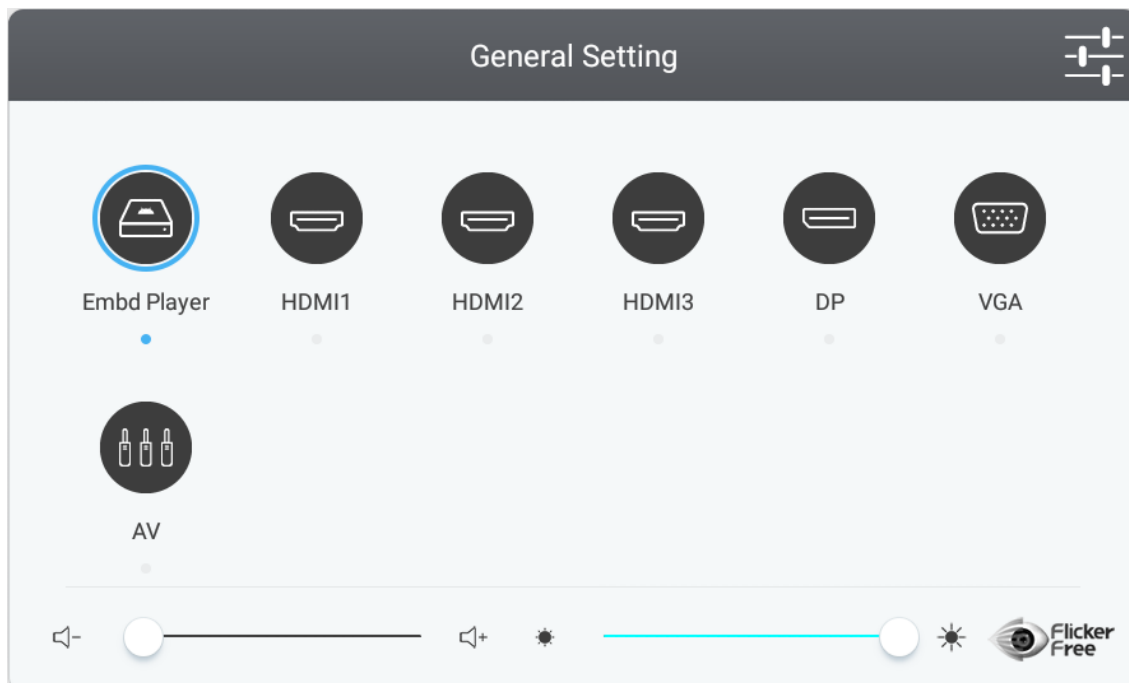 General Setting
Embd Player HDMI1 HDMI2 HDMI3 DP VGA
AV
Flicker
Free